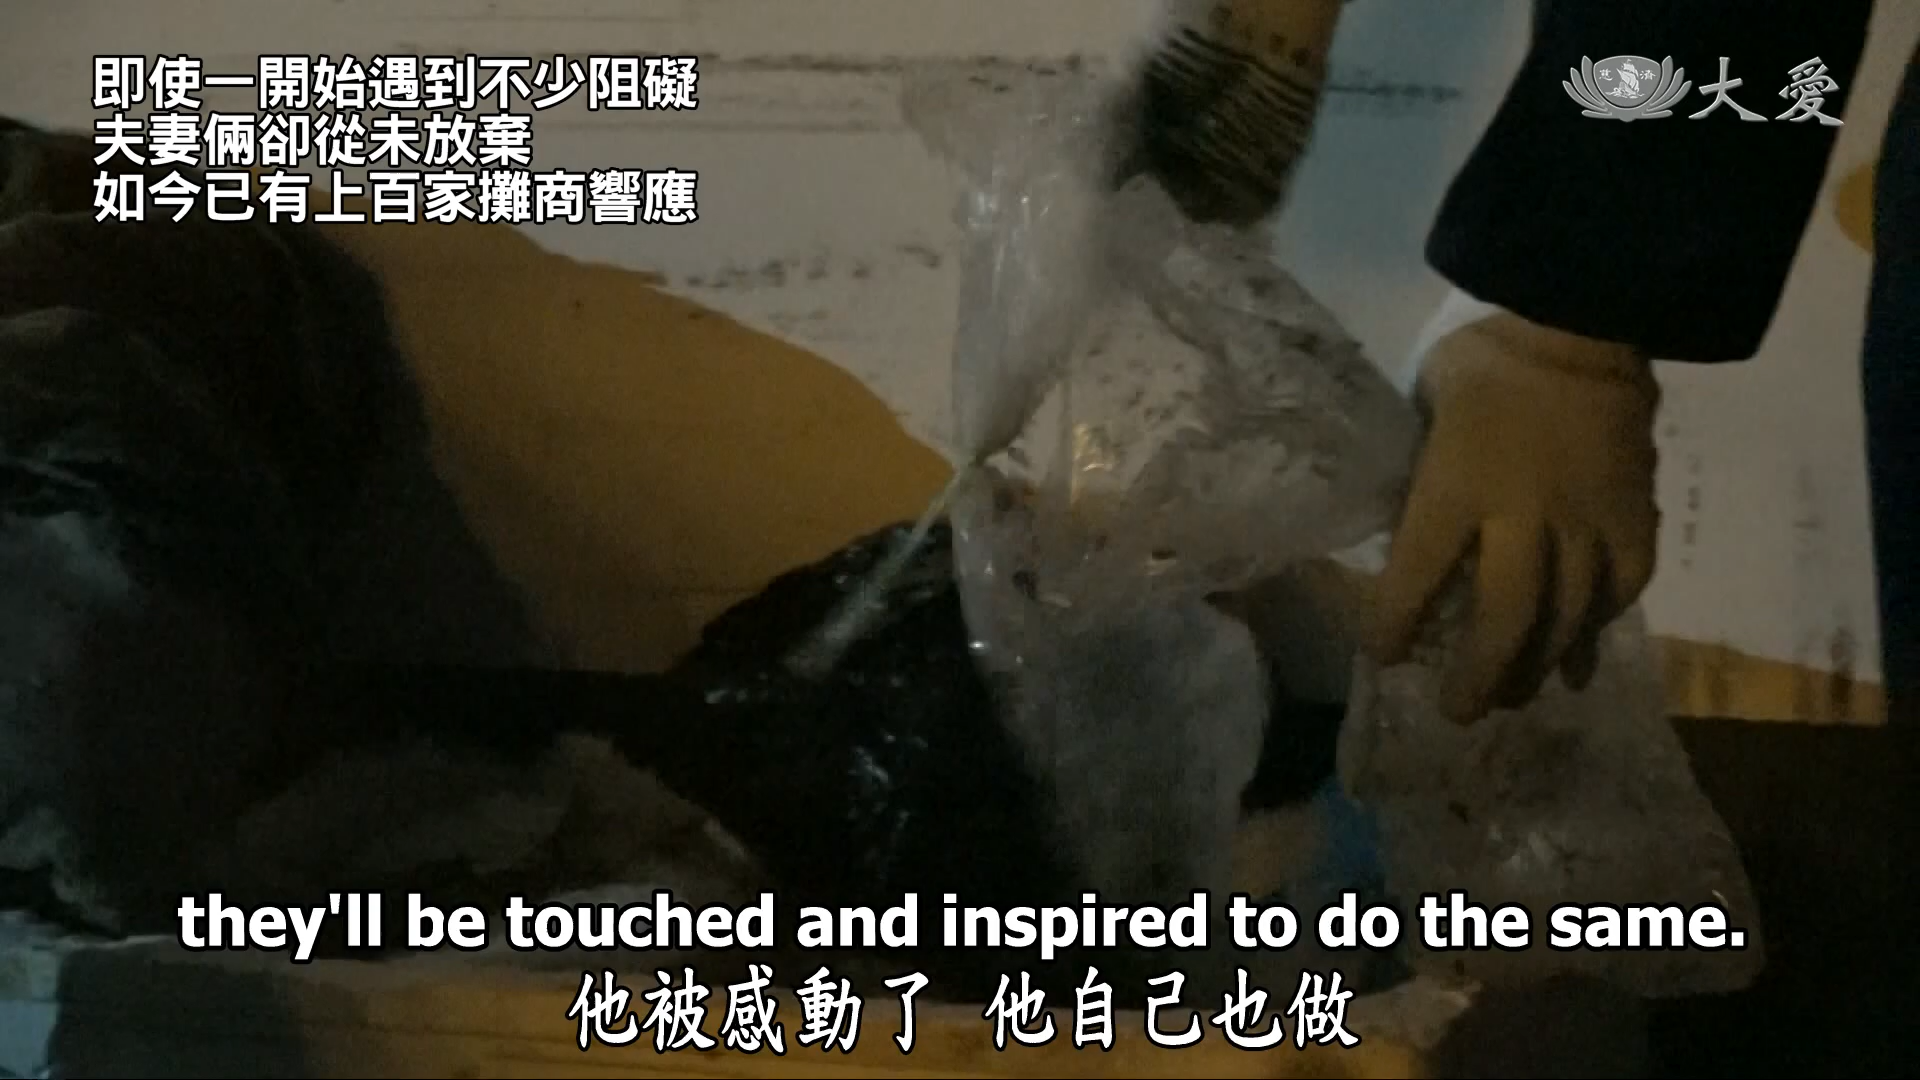 即使一開始遇到不少阻礙
夫妻倆卻從未放棄
如今已有上百家攤商響應
慈濟
大愛
they'll be touched and inspired to do the same.
他被感動了 他自己也做